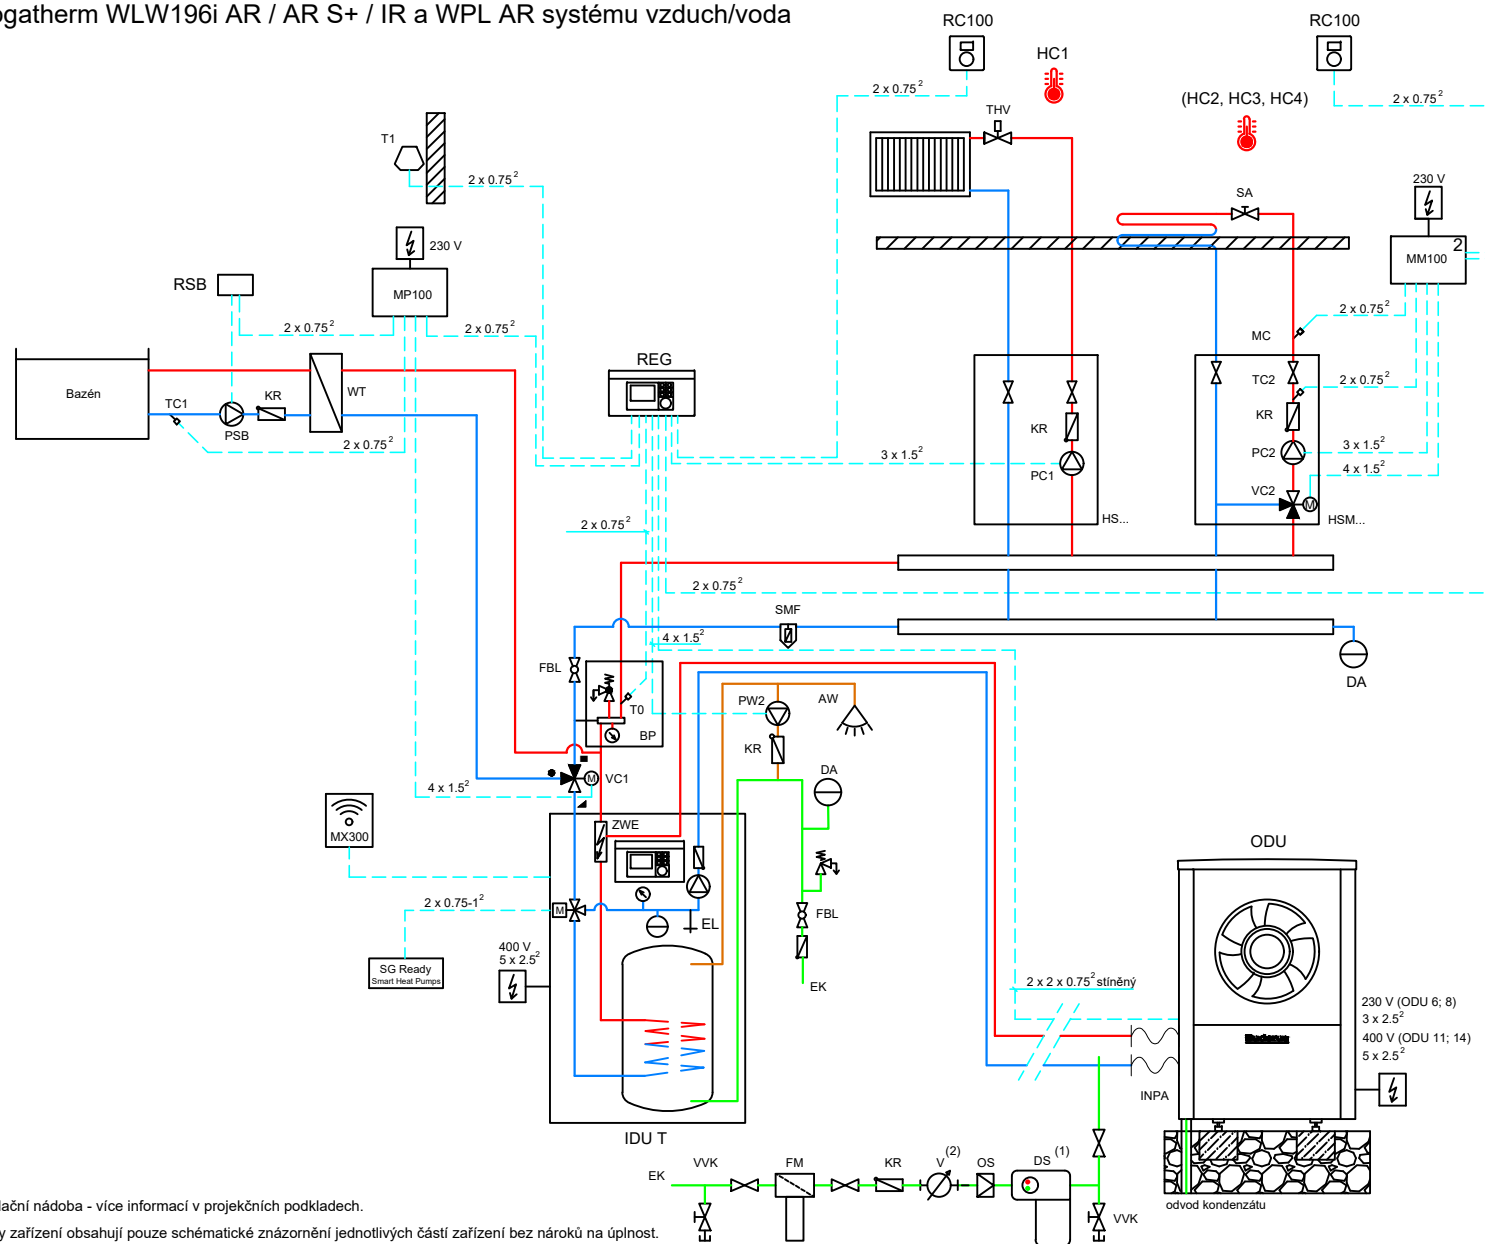 ogatherm WLW196i AR / AR S+ / IR a WPL AR systému vzduch/voda
RC100
RC100
HC1
2 x 0.75²
(HC2, HC3, HC4)
2 x 0.75²
THV
T1
2 x 0.75²
230 V
SA
230 V
MM100
2
RSB
MP100
2 x 0.75²
2 x 0.75²
2 x 0.75²
MC
REG
Bazén
TC1
KR
WT
PSB
2 x 0.75²
TC2
2 x 0.75²
KR
KR
3 x 1.5²
PC1
PC2
3 x 1.5²
4 x 1.5²
VC2
M
HS...
HSM...
2 x 0.75²
2 x 0.75²
SMF
4 x 1.5²
FBL
DA
T0
PW2
AW
BP
KR
DA
M
VC1
4 x 1.5²
MX300
ZWE
ODU
2 x 0.75-1²
M
EL
FBL
400 V
5 x 2.5²
SG Ready
Smart Heat Pumps
EK
2 x 2 x 0.75² stíněný
230 V (ODU 6; 8)
3 x 2.5²
400 V (ODU 11; 14)
5 x 2.5²
INPA
IDU T
EK
VVK
FM
KR
V (2)
OS
DS (1)
VVK
odvod kondenzátu
lační nádoba - více informací v projekčních podkladech.
y zařízení obsahují pouze schématické znázornění jednotlivých částí zařízení bez nároků na úplnost.